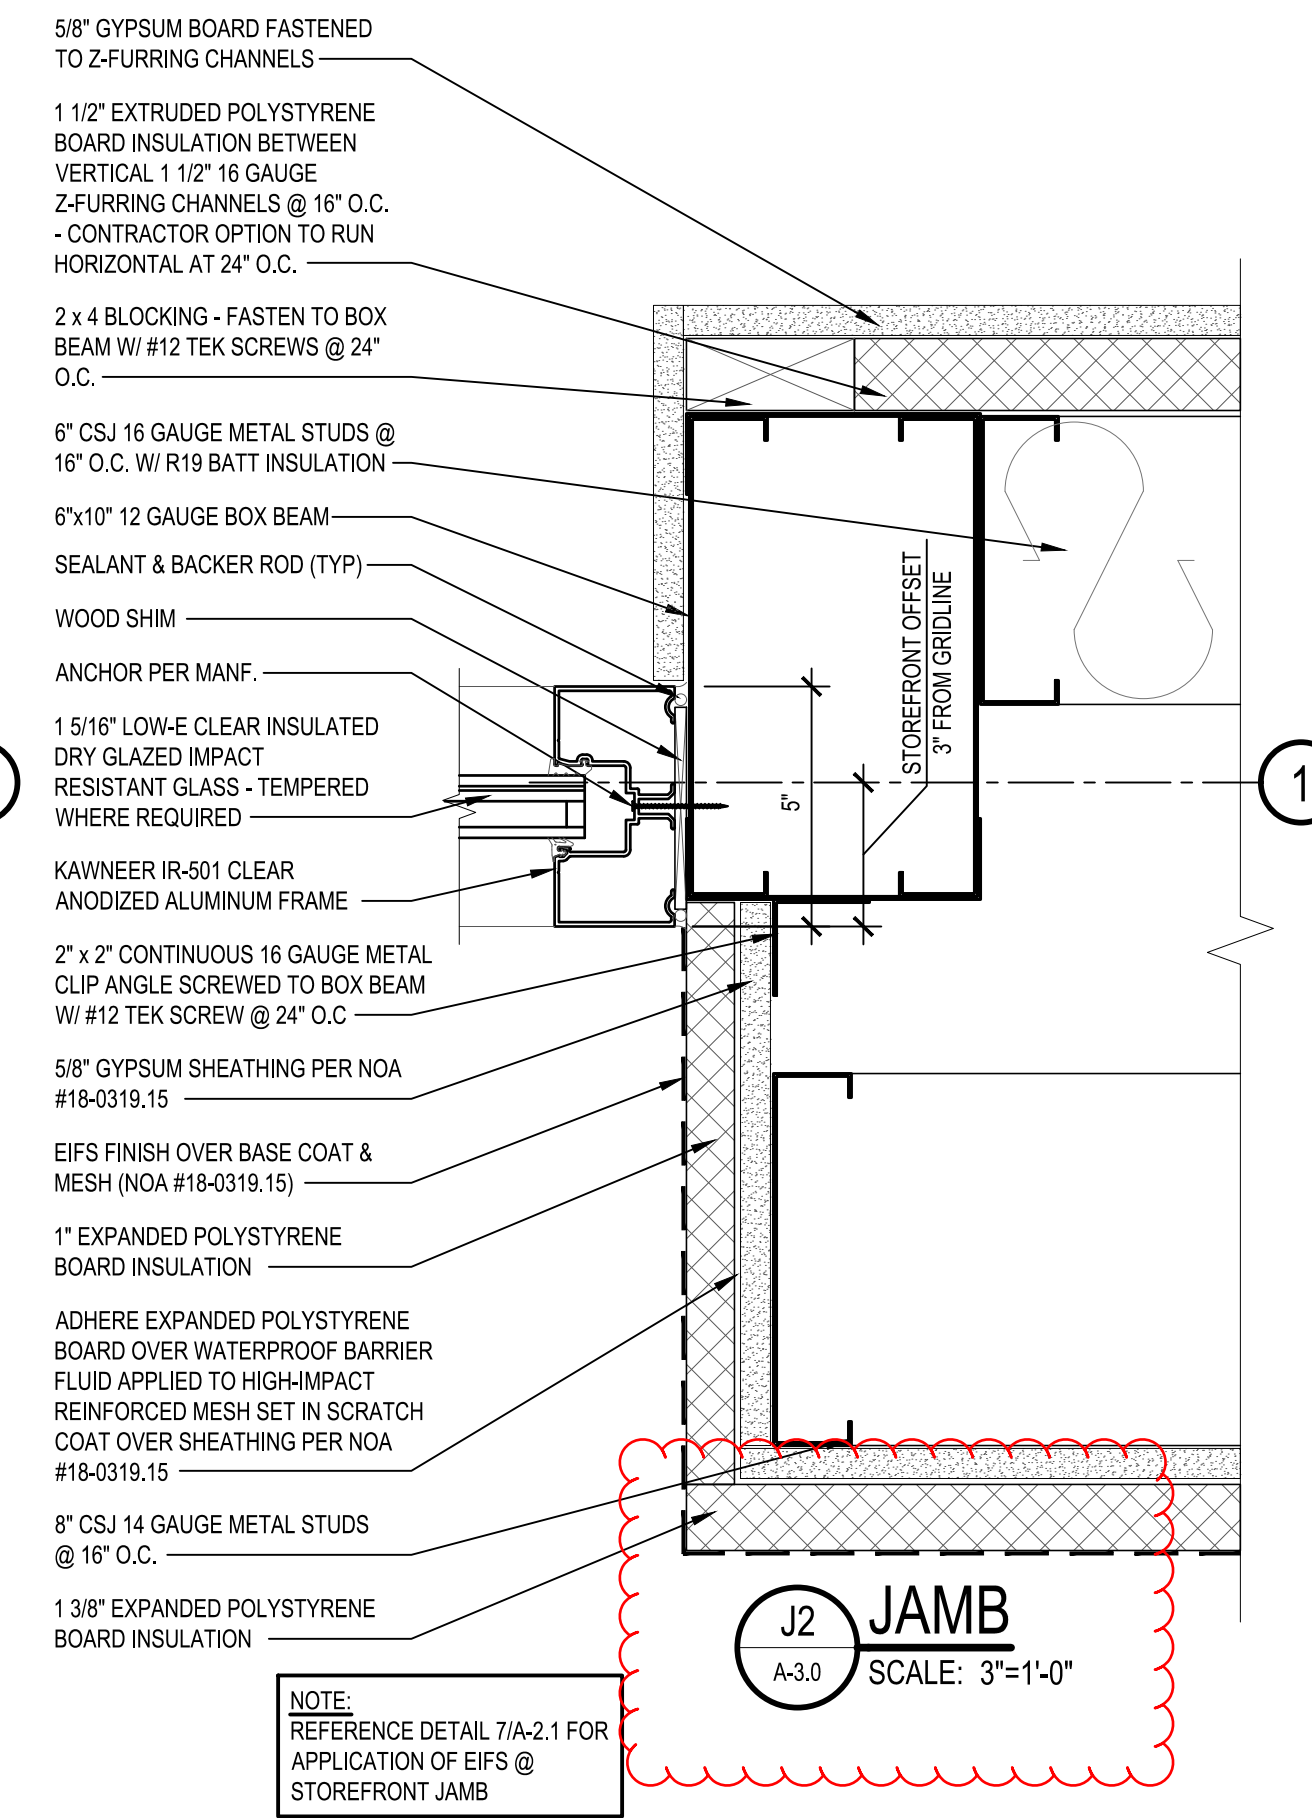 5/8" GYPSUM BOARD FASTENED
TO Z-FURRING CHANNELS
1 1/2" EXTRUDED POLYSTYRENE
BOARD INSULATION BETWEEN
VERTICAL 1 1/2" 16 GAUGE
Z-FURRING CHANNELS @ 16" O.C.
- CONTRACTOR OPTION TO RUN
HORIZONTAL AT 24" O.C.
2 x 4 BLOCKING - FASTEN TO BOX
BEAM W/ #12 TEK SCREWS @ 24"
O.C.
6" CSJ 16 GAUGE METAL STUDS @
16" O.C. W/ R19 BATT INSULATION
6"x10" 12 GAUGE BOX BEAM
SEALANT & BACKER ROD (TYP)
WOOD SHIM
ANCHOR PER MANF.
1 5/16" LOW-E CLEAR INSULATED
DRY GLAZED IMPACT
RESISTANT GLASS - TEMPERED
WHERE REQUIRED
KAWNEER IR-501 CLEAR
ANODIZED ALUMINUM FRAME
2" x 2" CONTINUOUS 16 GAUGE METAL
CLIP ANGLE SCREWED TO BOX BEAM
W/ #12 TEK SCREW @ 24" O.C
5/8" GYPSUM SHEATHING PER NOA
#18-0319.15
EIFS FINISH OVER BASE COAT &
MESH (NOA #18-0319.15)
1" EXPANDED POLYSTYRENE
BOARD INSULATION
ADHERE EXPANDED POLYSTYRENE
BOARD OVER WATERPROOF BARRIER
FLUID APPLIED TO HIGH-IMPACT
REINFORCED MESH SET IN SCRATCH
COAT OVER SHEATHING PER NOA
#18-0319.15
8" CSJ 14 GAUGE METAL STUDS
@ 16" O.C.
1 3/8" EXPANDED POLYSTYRENE
BOARD INSULATION
STOREFRONT OFFSET
3" FROM GRIDLINE
5"
1
J2
A-3.0
JAMB
SCALE: 3"=1'-0"
NOTE:
REFERENCE DETAIL 7/A-2.1 FOR
APPLICATION OF EIFS @
STOREFRONT JAMB